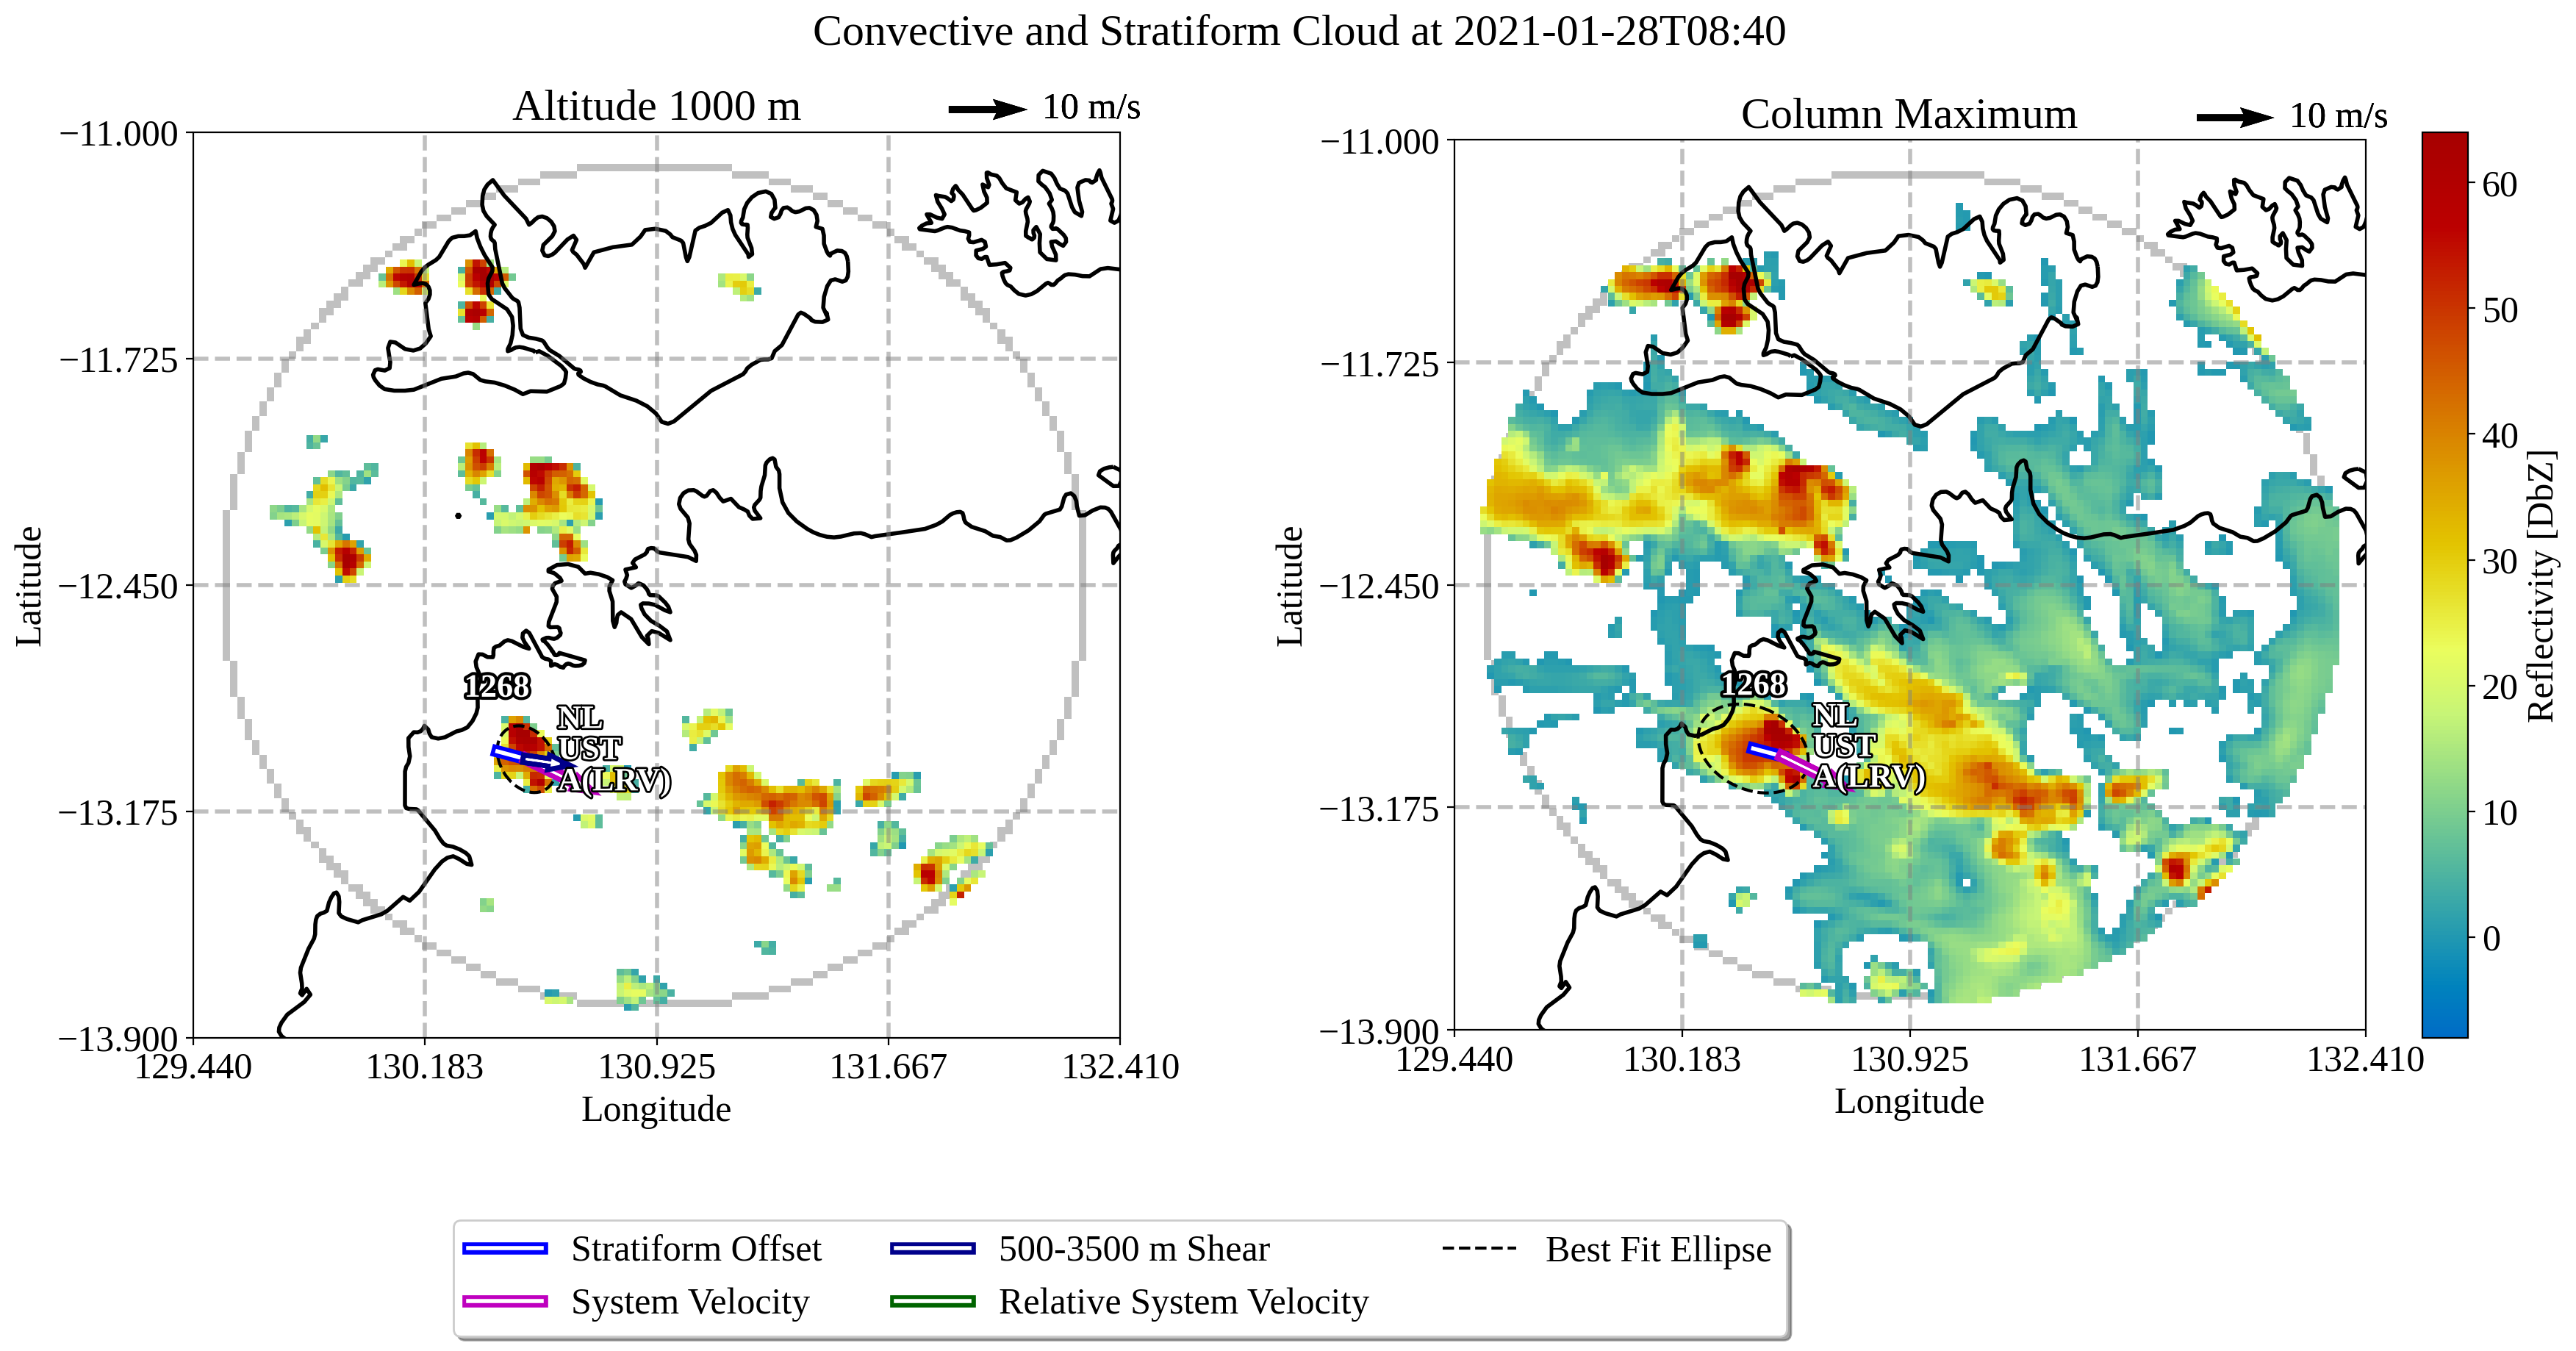 Convective and Stratiform Cloud at 2021-01-28T08:40
Altitude 1000 m
10 m/s
−11.000
−11.725
−12.450
−13.175
−13.900
Latitude
129.440
130.183
130.925
131.667
132.410
Longitude
1268
NL
UST
A(LRV)
Column Maximum
10 m/s
−11.000
−11.725
−12.450
−13.175
−13.900
Latitude
129.440
130.183
130.925
131.667
132.410
Longitude
1268
NL
UST
A(LRV)
60
50
40
30
20
10
0
Reflectivity [DbZ]
Stratiform Offset
System Velocity
500-3500 m Shear
Relative System Velocity
Best Fit Ellipse